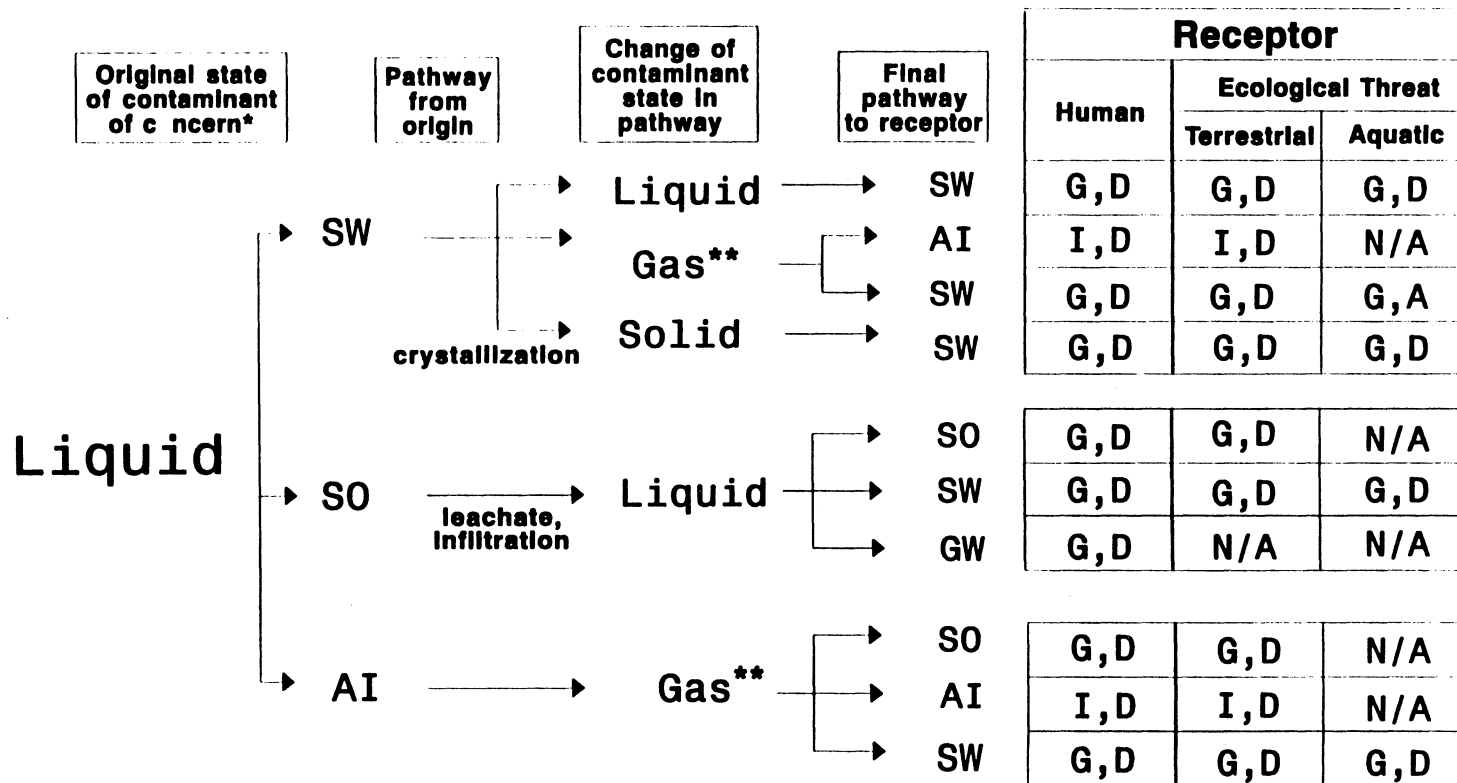 Receptor
Original state
of contaminant
of c ncern*
Pathway
from
origin
Change of
contaminant
state in
pathway
Final
pathway
to receptor
Human
Ecological Threat
Terrestrial
Aquatic
Liquid
SW
crystallization
Liquid
SW
G,D
G,D
G,D
Gas**
AI
I,D
I,D
N/A
SW
G,D
G,D
G,A
Solid
SW
G,D
G,D
G,D
SO
leachate,
infiltration
Liquid
SO
G,D
G,D
N/A
SW
G,D
G,D
G,D
GW
G,D
N/A
N/A
AI
Gas**
SO
G,D
G,D
N/A
AI
I,D
I,D
N/A
SW
G,D
G,D
G,D